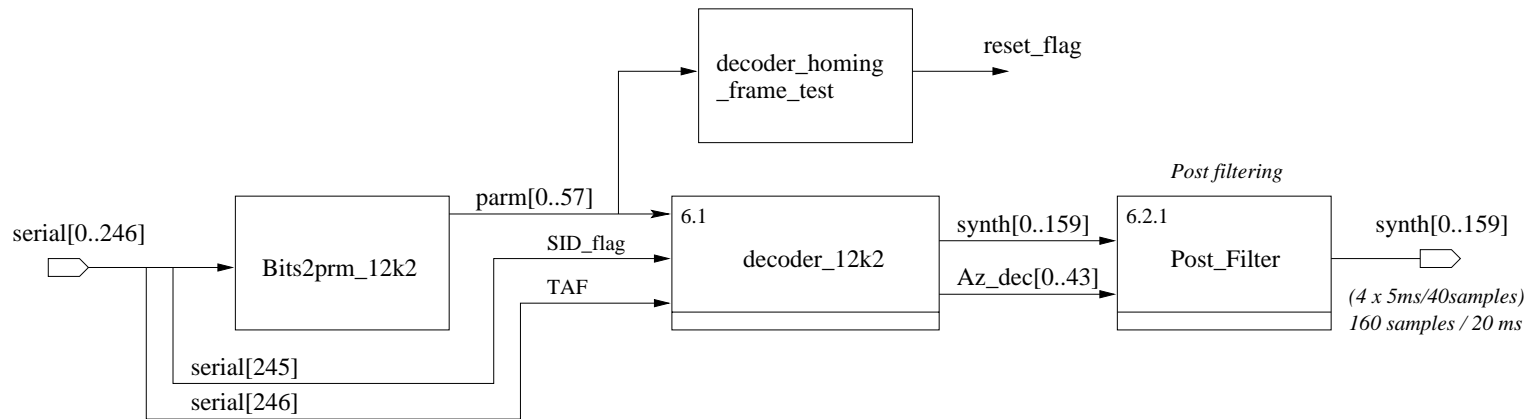 reset_flag
decoder_homing
_frame_test
Post filtering
parm[0..57]
serial[0..246]
6.1
synth[0..159]
6.2.1
synth[0..159]
SID_flag
Bits2prm_12k2
decoder_12k2
Post_Filter
Az_dec[0..43]
TAF
(4 x 5ms/40samples)
160 samples / 20 ms
serial[245]
serial[246]